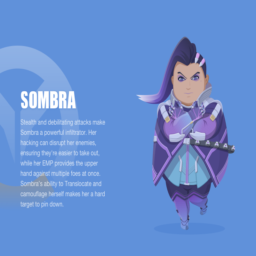 SOMBRA
Stealth and debilitating attacks make
Sombra a powerful infiltrator. Her
hacking can disrupt her enemies,
ensuring they're easier to take out,
while her EMP provides the upper
hand against multiple foes at once.
Sombra's ability to Translocate and
camouflage herself makes her a hard
target to pin down.